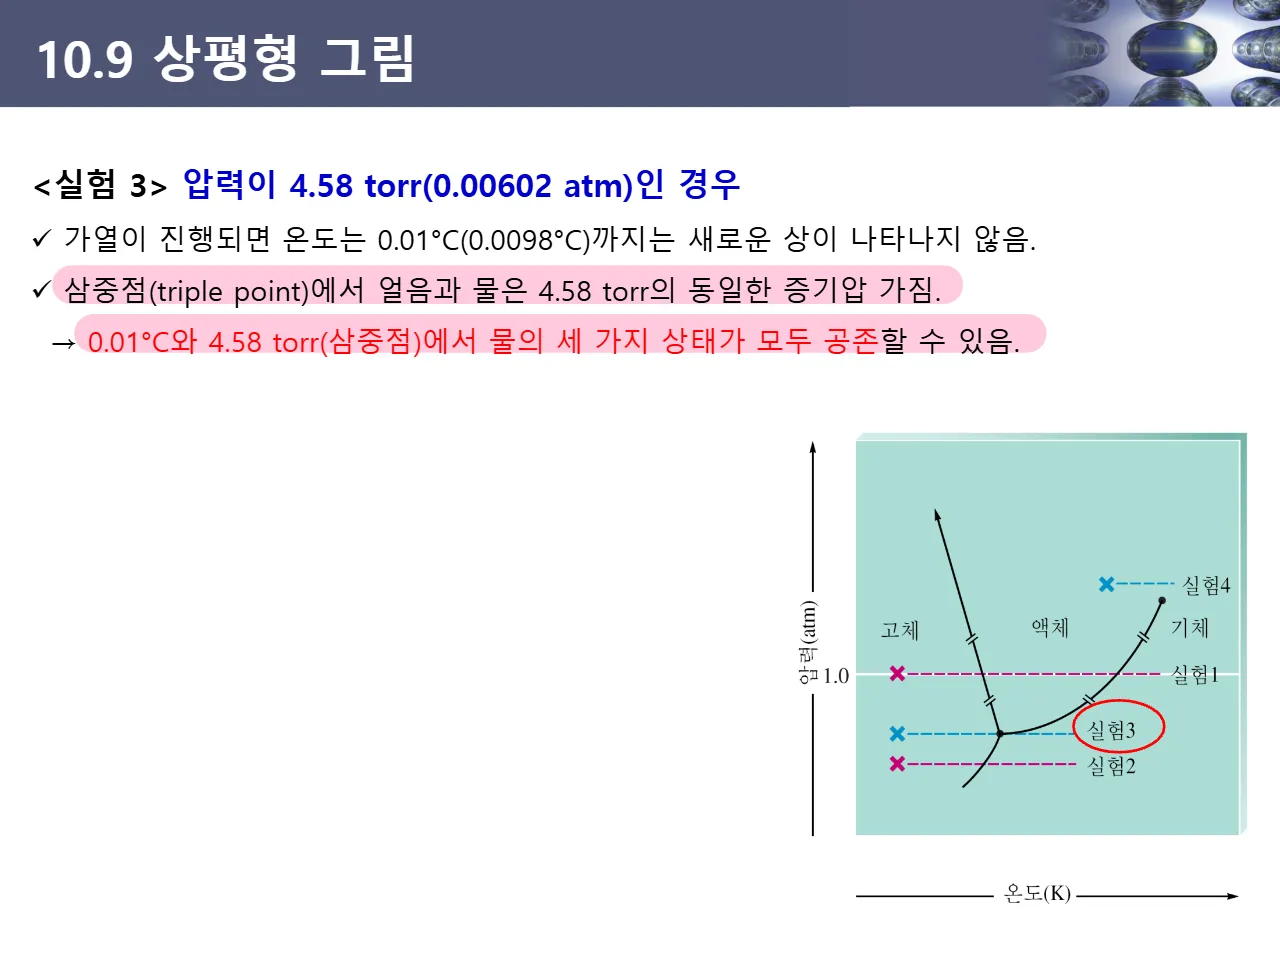 10.9 상평형 그림
<실험 3> 압력이 4.58 torr(0.00602 atm)인 경우
✓ 가열이 진행되면 온도는 0.01°C(0.0098°C)까지는 새로운 상이 나타나지 않음.
✓ 삼중점(triple point)에서 얼음과 물은 4.58 torr의 동일한 증기압 가짐.
→ 0.01°C와 4.58 torr(삼중점)에서 물의 세 가지 상태가 모두 공존할 수 있음.
실험4
고체
액체
기체
압력(atm)
1.0
실험1
실험3
실험2
온도(K)